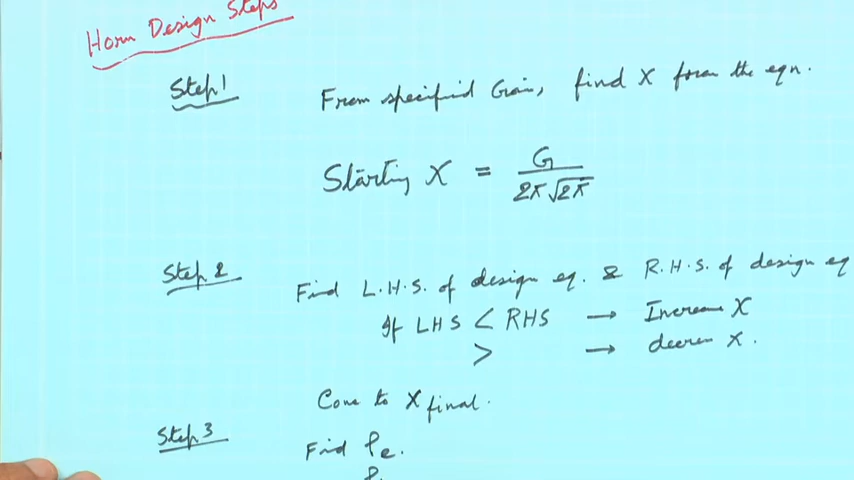 Horn Design Steps
Step 1
From specified Gain, find X from the eqn.
Starting X = G / 2π√2π
Step 2
Find L.H.S. of design eq. & R.H.S. of design eq
If LHS < RHS → Increase X
> → decrease X.
Come to X final.
Step 3
Find ρe.